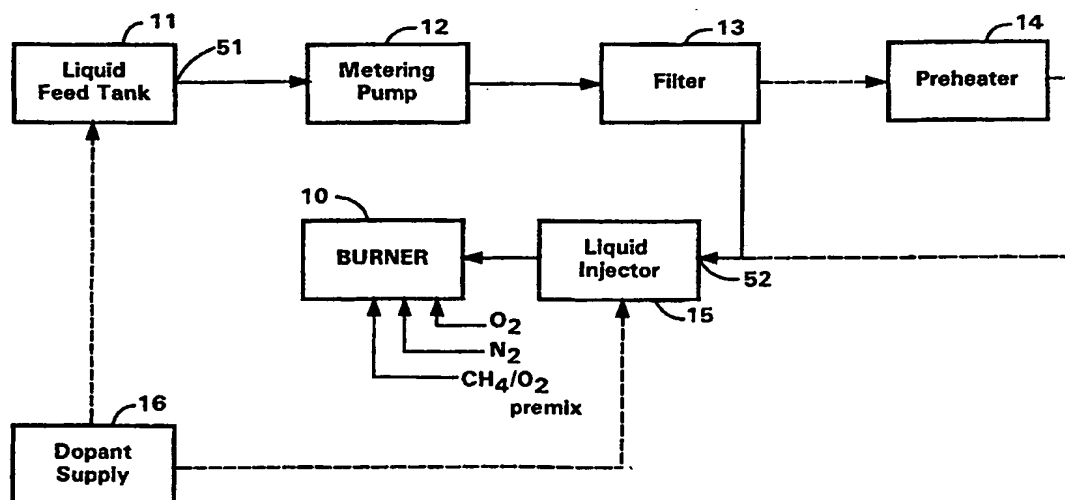 11
Liquid
Feed Tank
51
12
Metering
Pump
13
Filter
14
Preheater
10
BURNER
Liquid
Injector
52
15
O2
N2
CH4/O2
premix
16
Dopant
Supply